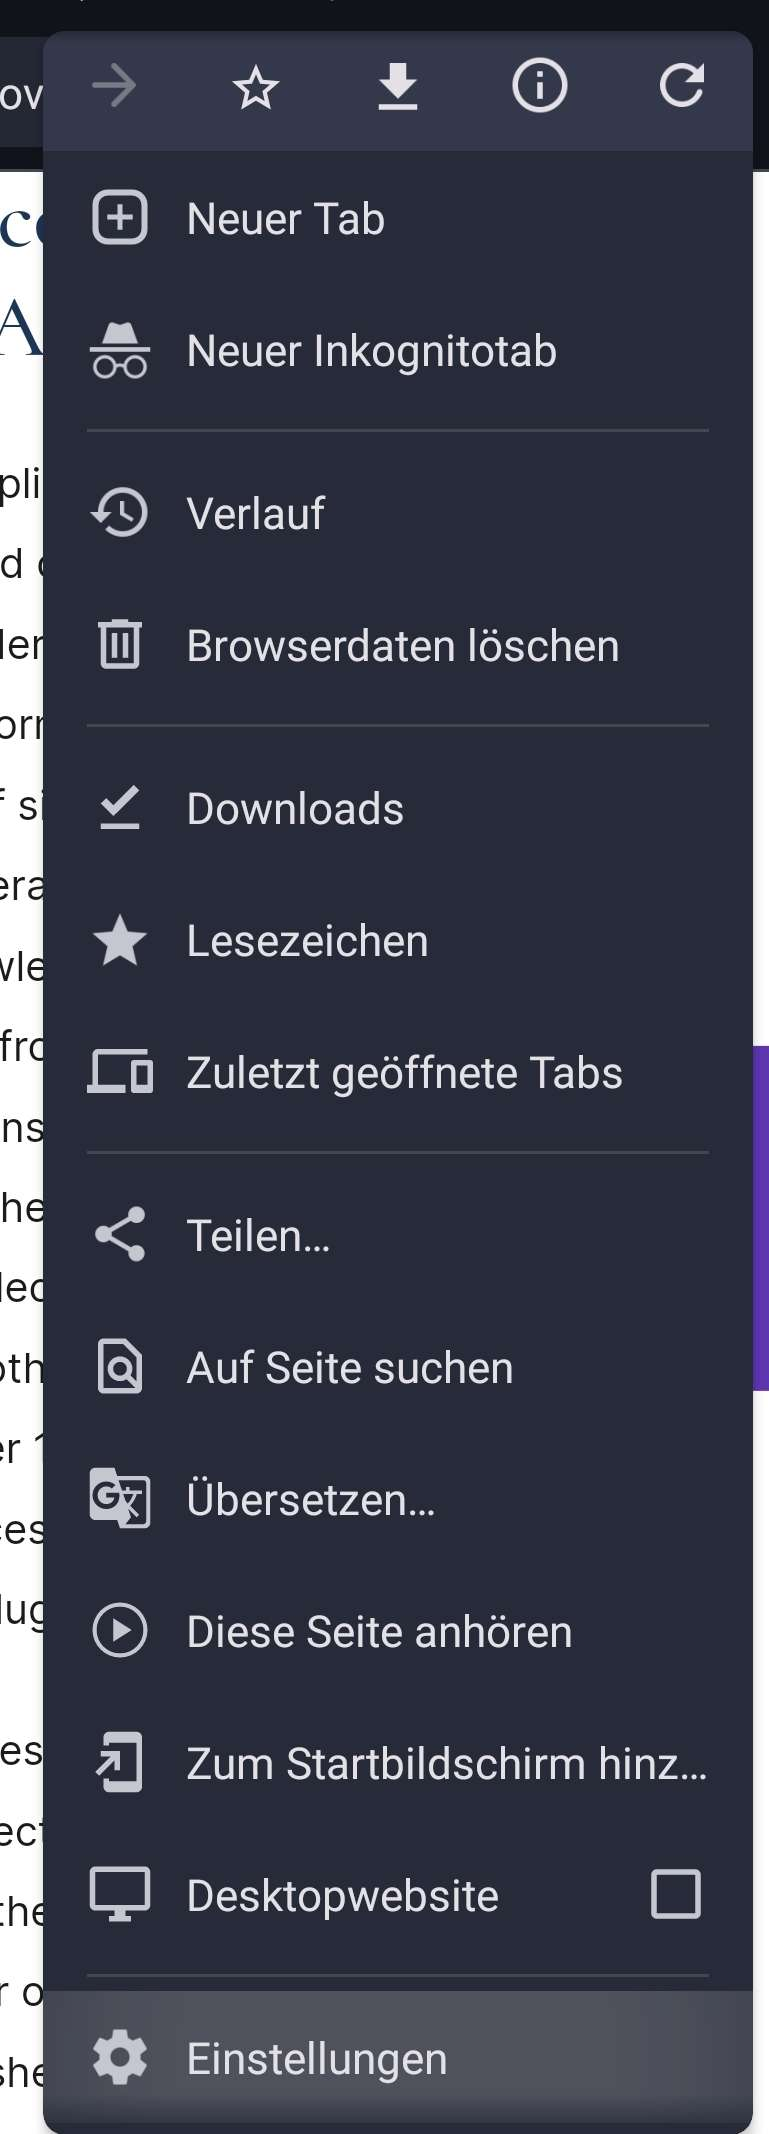 Neuer Tab
Neuer Inkognitotab
Verlauf
Browserdaten löschen
Downloads
Lesezeichen
Zuletzt geöffnete Tabs
Teilen…
Auf Seite suchen
Übersetzen…
Diese Seite anhören
Zum Startbildschirm hinz…
Desktopwebsite
Einstellungen